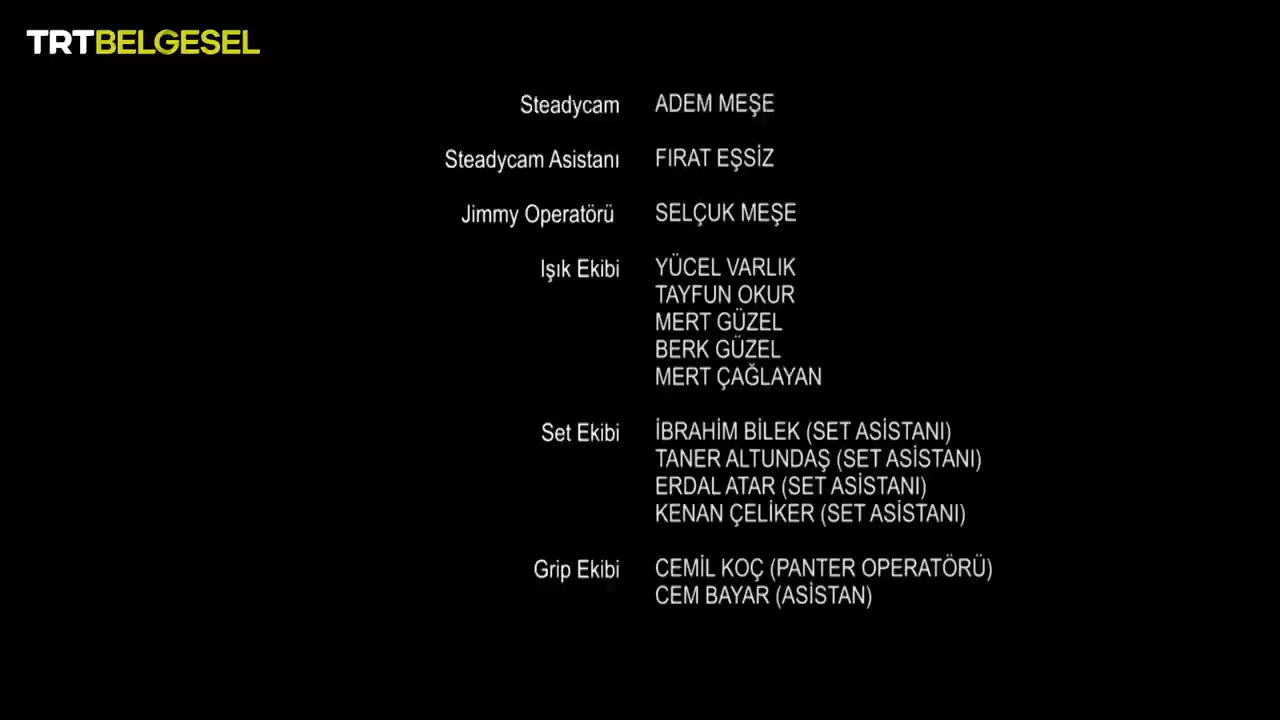 TRTBELGESEL
Steadycam ADEM MEŞE
Steadycam Asistanı FIRAT EŞSİZ
Jimmy Operatörü SELÇUK MEŞE
Işık Ekibi YÜCEL VARLIK
TAYFUN OKUR
MERT GÜZEL
BERK GÜZEL
MERT ÇAĞLAYAN
Set Ekibi İBRAHİM BİLEK (SET ASİSTANI)
TANER ALTUNDAŞ (SET ASİSTANI)
ERDAL ATAR (SET ASİSTANI)
KENAN ÇELİKER (SET ASİSTANI)
Grip Ekibi CEMİL KOÇ (PANTER OPERATÖRÜ)
CEM BAYAR (ASİSTAN)